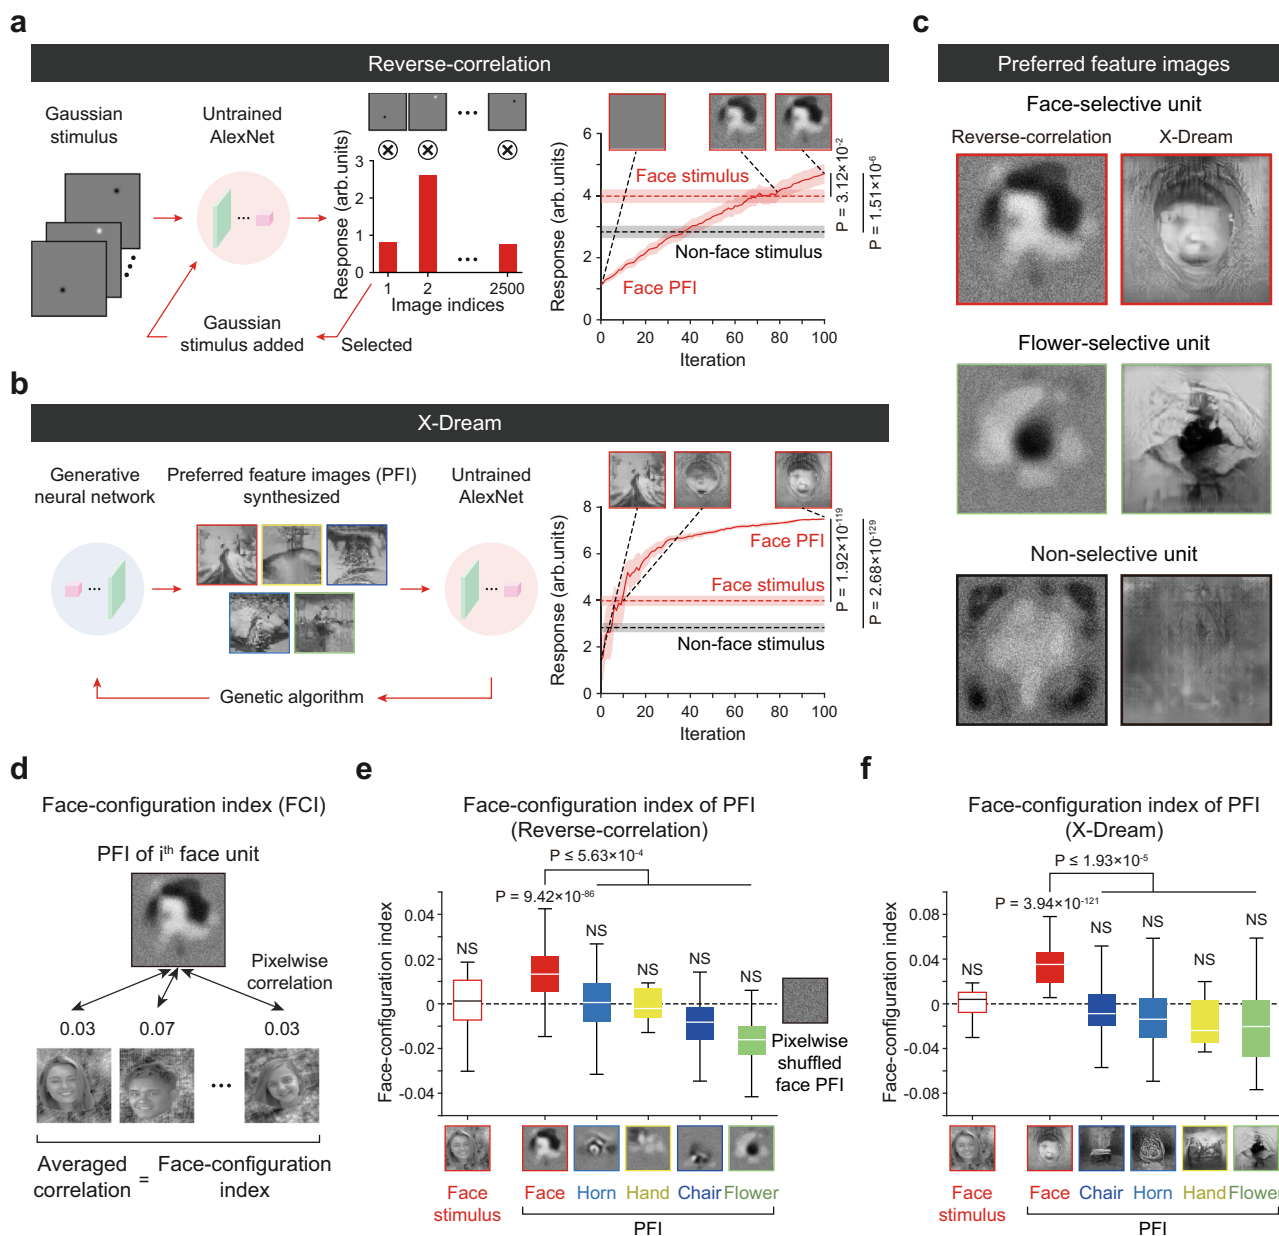 a
Reverse-correlation
Gaussian
stimulus
Untrained
AlexNet
Response (arb.units)
3
2
1
0
1
2
2500
Image indices
Gaussian
stimulus added
Selected
Response (arb.units)
6
4
2
0
Face stimulus
Non-face stimulus
Face PFI
0
20
40
60
80
100
Iteration
P = 3.12×10⁻²
P = 1.51×10⁻⁶
b
X-Dream
Generative
neural network
Preferred feature images (PFI)
synthesized
Untrained
AlexNet
Genetic algorithm
Response (arb.units)
8
6
4
2
0
Face PFI
Face stimulus
Non-face stimulus
0
20
40
60
80
100
Iteration
P = 1.92×10⁻¹¹⁹
P = 2.68×10⁻¹²⁹
c
Preferred feature images
Face-selective unit
Reverse-correlation
X-Dream
Flower-selective unit
Non-selective unit
d
Face-configuration index (FCI)
PFI of iᵗʰ face unit
Pixelwise
correlation
0.03
0.07
0.03
Averaged
correlation
=
Face-configuration
index
e
Face-configuration index of PFI
(Reverse-correlation)
P ≤ 5.63×10⁻⁴
P = 9.42×10⁻⁸⁶
Face-configuration index
0.04
0.02
0
-0.02
-0.04
NS
NS
NS
NS
NS
Pixelwise
shuffled
face PFI
Face
stimulus
Face
Horn
Hand
Chair
Flower
PFI
f
Face-configuration index of PFI
(X-Dream)
P ≤ 1.93×10⁻⁵
P = 3.94×10⁻¹²¹
Face-configuration index
0.08
0.04
0
-0.04
-0.08
NS
NS
NS
NS
NS
Face
stimulus
Face
Chair
Horn
Hand
Flower
PFI